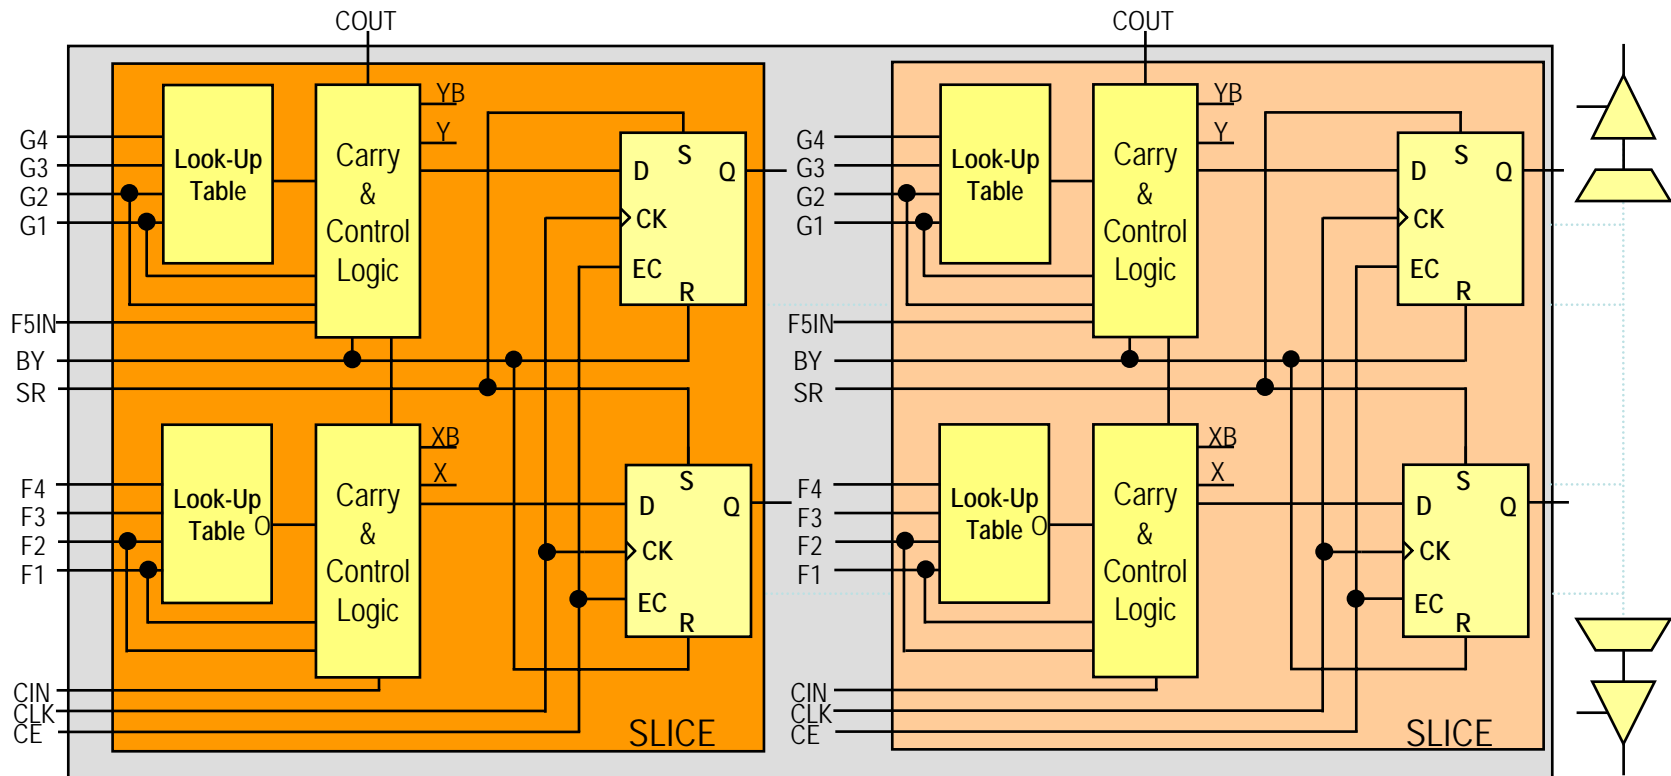 COUT
YB
Y
G4
G3
G2
G1
Look-Up
Table
Carry
&
Control
Logic
S
D
Q
CK
EC
R
F5IN
BY
SR
XB
X
F4
F3
F2
F1
Look-Up
Table O
Carry
&
Control
Logic
S
D
Q
CK
EC
R
CIN
CLK
CE
SLICE
COUT
YB
Y
G4
G3
G2
G1
Look-Up
Table
Carry
&
Control
Logic
S
D
Q
CK
EC
R
F5IN
BY
SR
XB
X
F4
F3
F2
F1
Look-Up
Table O
Carry
&
Control
Logic
S
D
Q
CK
EC
R
CIN
CLK
CE
SLICE